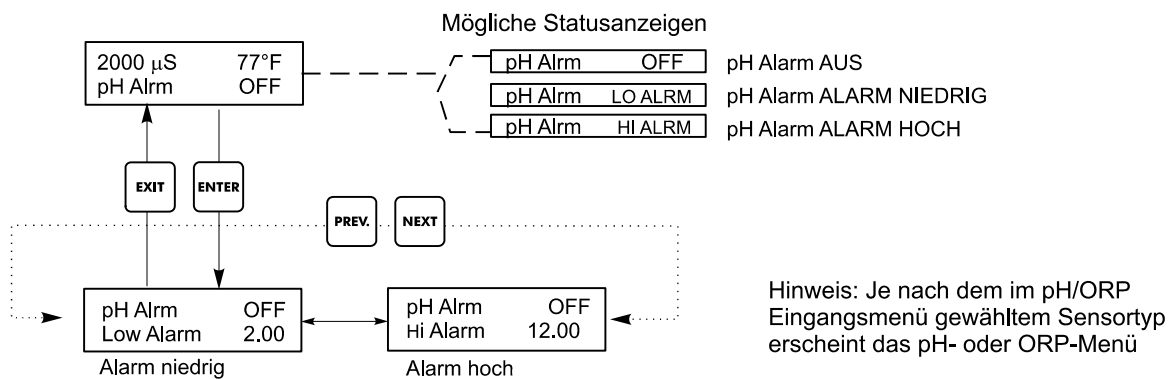 Mögliche Statusanzeigen
2000 µS 77°F
pH Alrm OFF
pH Alrm OFF pH Alarm AUS
pH Alrm LO ALRM pH Alarm ALARM NIEDRIG
pH Alrm HI ALRM pH Alarm ALARM HOCH
EXIT ENTER
PREV. NEXT
pH Alrm OFF
Low Alarm 2.00
Alarm niedrig
pH Alrm OFF
Hi Alarm 12.00
Alarm hoch
Hinweis: Je nach dem im pH/ORP
Eingangsmenü gewähltem Sensortyp
erscheint das pH- oder ORP-Menü